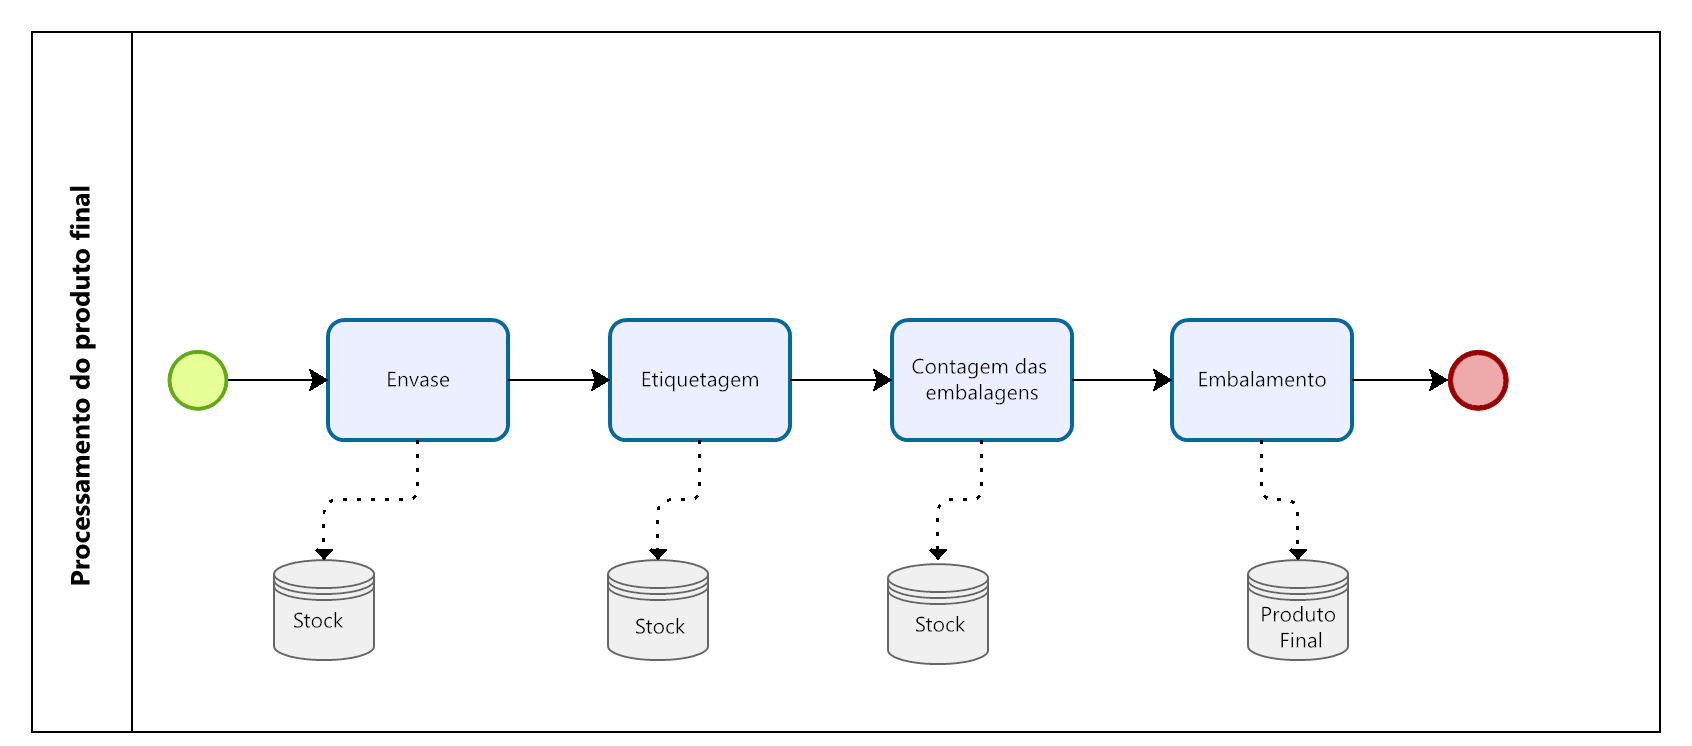 Processamento do produto final
Envase
Etiquetagem
Contagem das
embalagens
Embalamento
Stock
Stock
Stock
Produto
Final